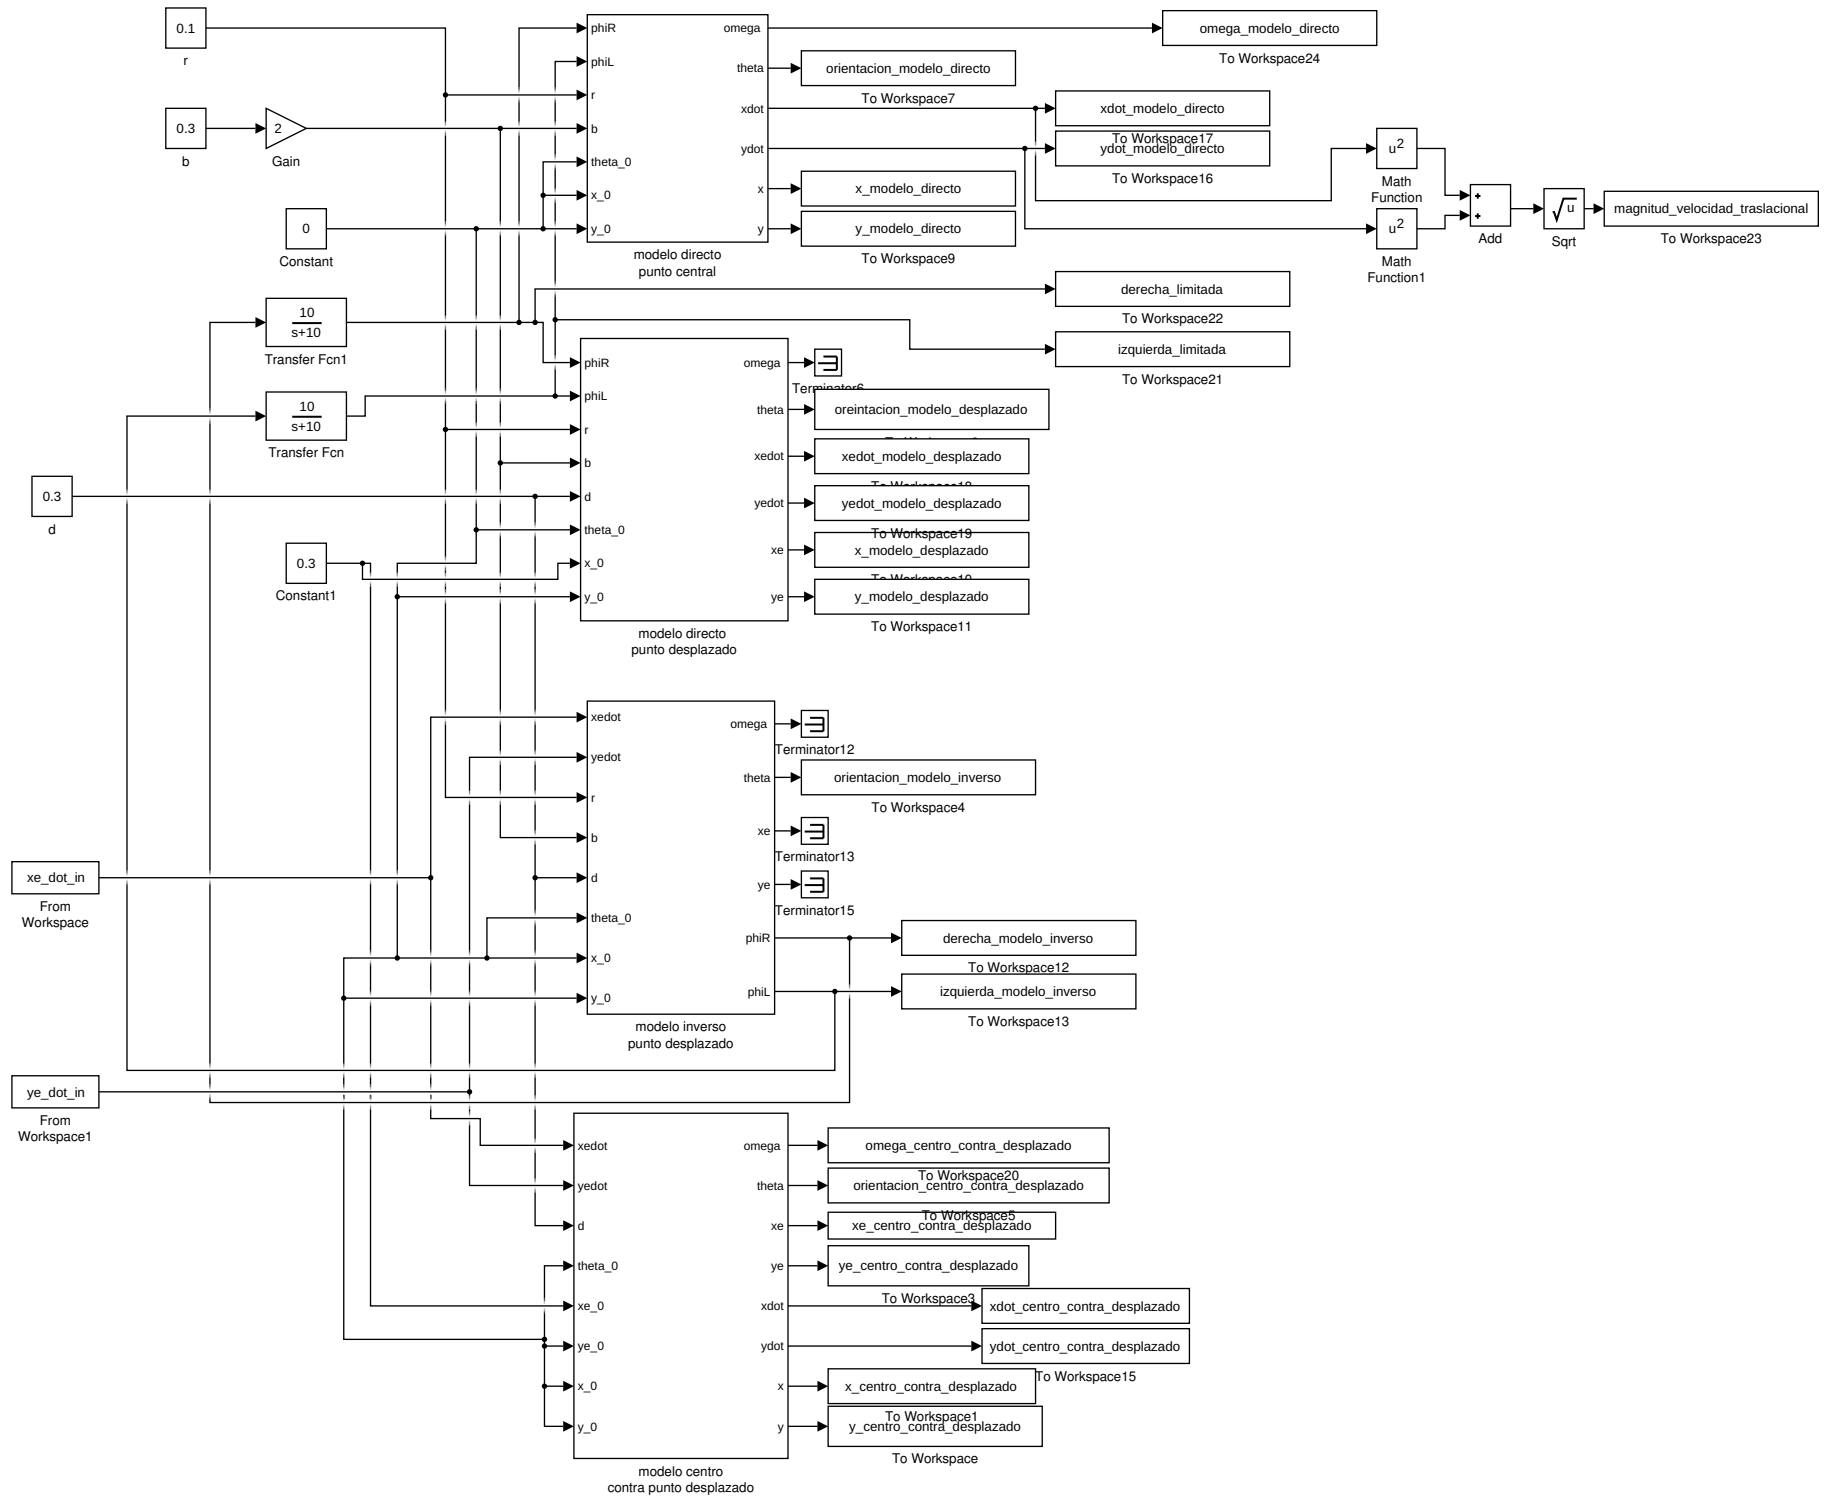 0.1
r
0.3
b
2
Gain
0
Constant
10
s+10
Transfer Fcn1
10
s+10
Transfer Fcn
0.3
d
0.3
Constant1
xe_dot_in
From
Workspace
ye_dot_in
From
Workspace1
phiR
phiL
r
b
theta_0
x_0
y_0
omega
theta
xdot
ydot
x
y
modelo directo
punto central
omega_modelo_directo
To Workspace24
orientacion_modelo_directo
To Workspace7
xdot_modelo_directo
To Workspace17
ydot_modelo_directo
To Workspace16
x_modelo_directo
y_modelo_directo
To Workspace9
u2
Math
Function
u2
Math
Function1
+
+
Add
u
Sqrt
magnitud_velocidad_traslacional
To Workspace23
derecha_limitada
To Workspace22
izquierda_limitada
To Workspace21
phiR
phiL
r
b
d
theta_0
x_0
y_0
omega
theta
xedot
yedot
xe
ye
modelo directo
punto desplazado
Terminator6
oreintacion_modelo_desplazado
xedot_modelo_desplazado
To Workspace18
yedot_modelo_desplazado
To Workspace19
x_modelo_desplazado
To Workspace10
y_modelo_desplazado
To Workspace11
xedot
yedot
r
b
d
theta_0
x_0
y_0
omega
theta
xe
ye
phiR
phiL
modelo inverso
punto desplazado
Terminator12
orientacion_modelo_inverso
To Workspace4
Terminator13
Terminator15
derecha_modelo_inverso
To Workspace12
izquierda_modelo_inverso
To Workspace13
xedot
yedot
d
theta_0
xe_0
ye_0
x_0
y_0
omega
theta
xe
ye
xdot
ydot
x
y
modelo centro
contra punto desplazado
omega_centro_contra_desplazado
To Workspace20
orientacion_centro_contra_desplazado
To Workspace5
xe_centro_contra_desplazado
ye_centro_contra_desplazado
To Workspace3
xdot_centro_contra_desplazado
ydot_centro_contra_desplazado
To Workspace15
x_centro_contra_desplazado
To Workspace1
y_centro_contra_desplazado
To Workspace